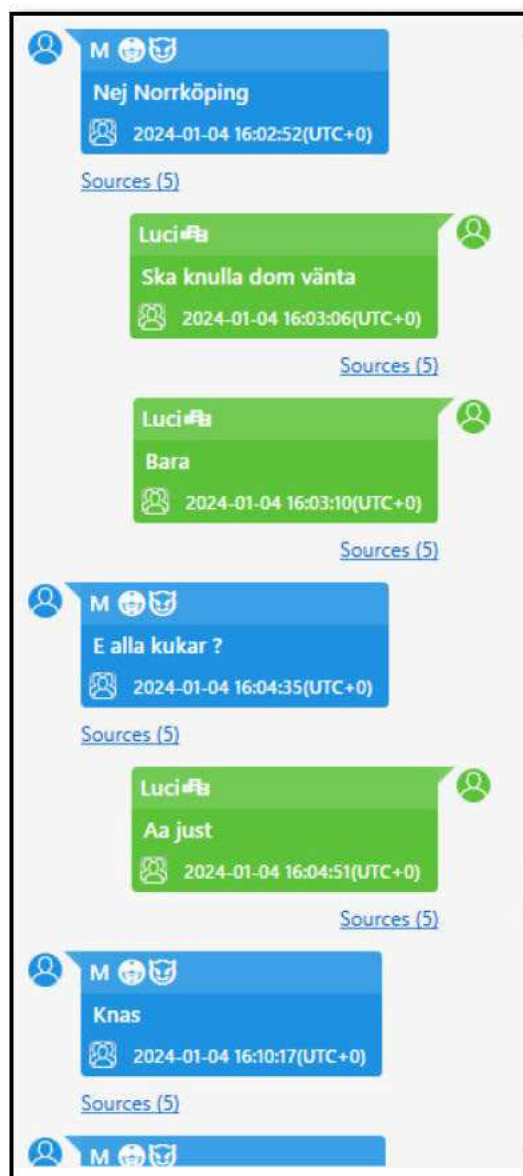 M
Nej Norrköping
2024-01-04 16:02:52(UTC+0)
Sources (5)
Luci
Ska knulla dom vänta
2024-01-04 16:03:06(UTC+0)
Sources (5)
Luci
Bara
2024-01-04 16:03:10(UTC+0)
Sources (5)
M
E alla kukar ?
2024-01-04 16:04:35(UTC+0)
Sources (5)
Luci
Aa just
2024-01-04 16:04:51(UTC+0)
Sources (5)
M
Knas
2024-01-04 16:10:17(UTC+0)
Sources (5)
M